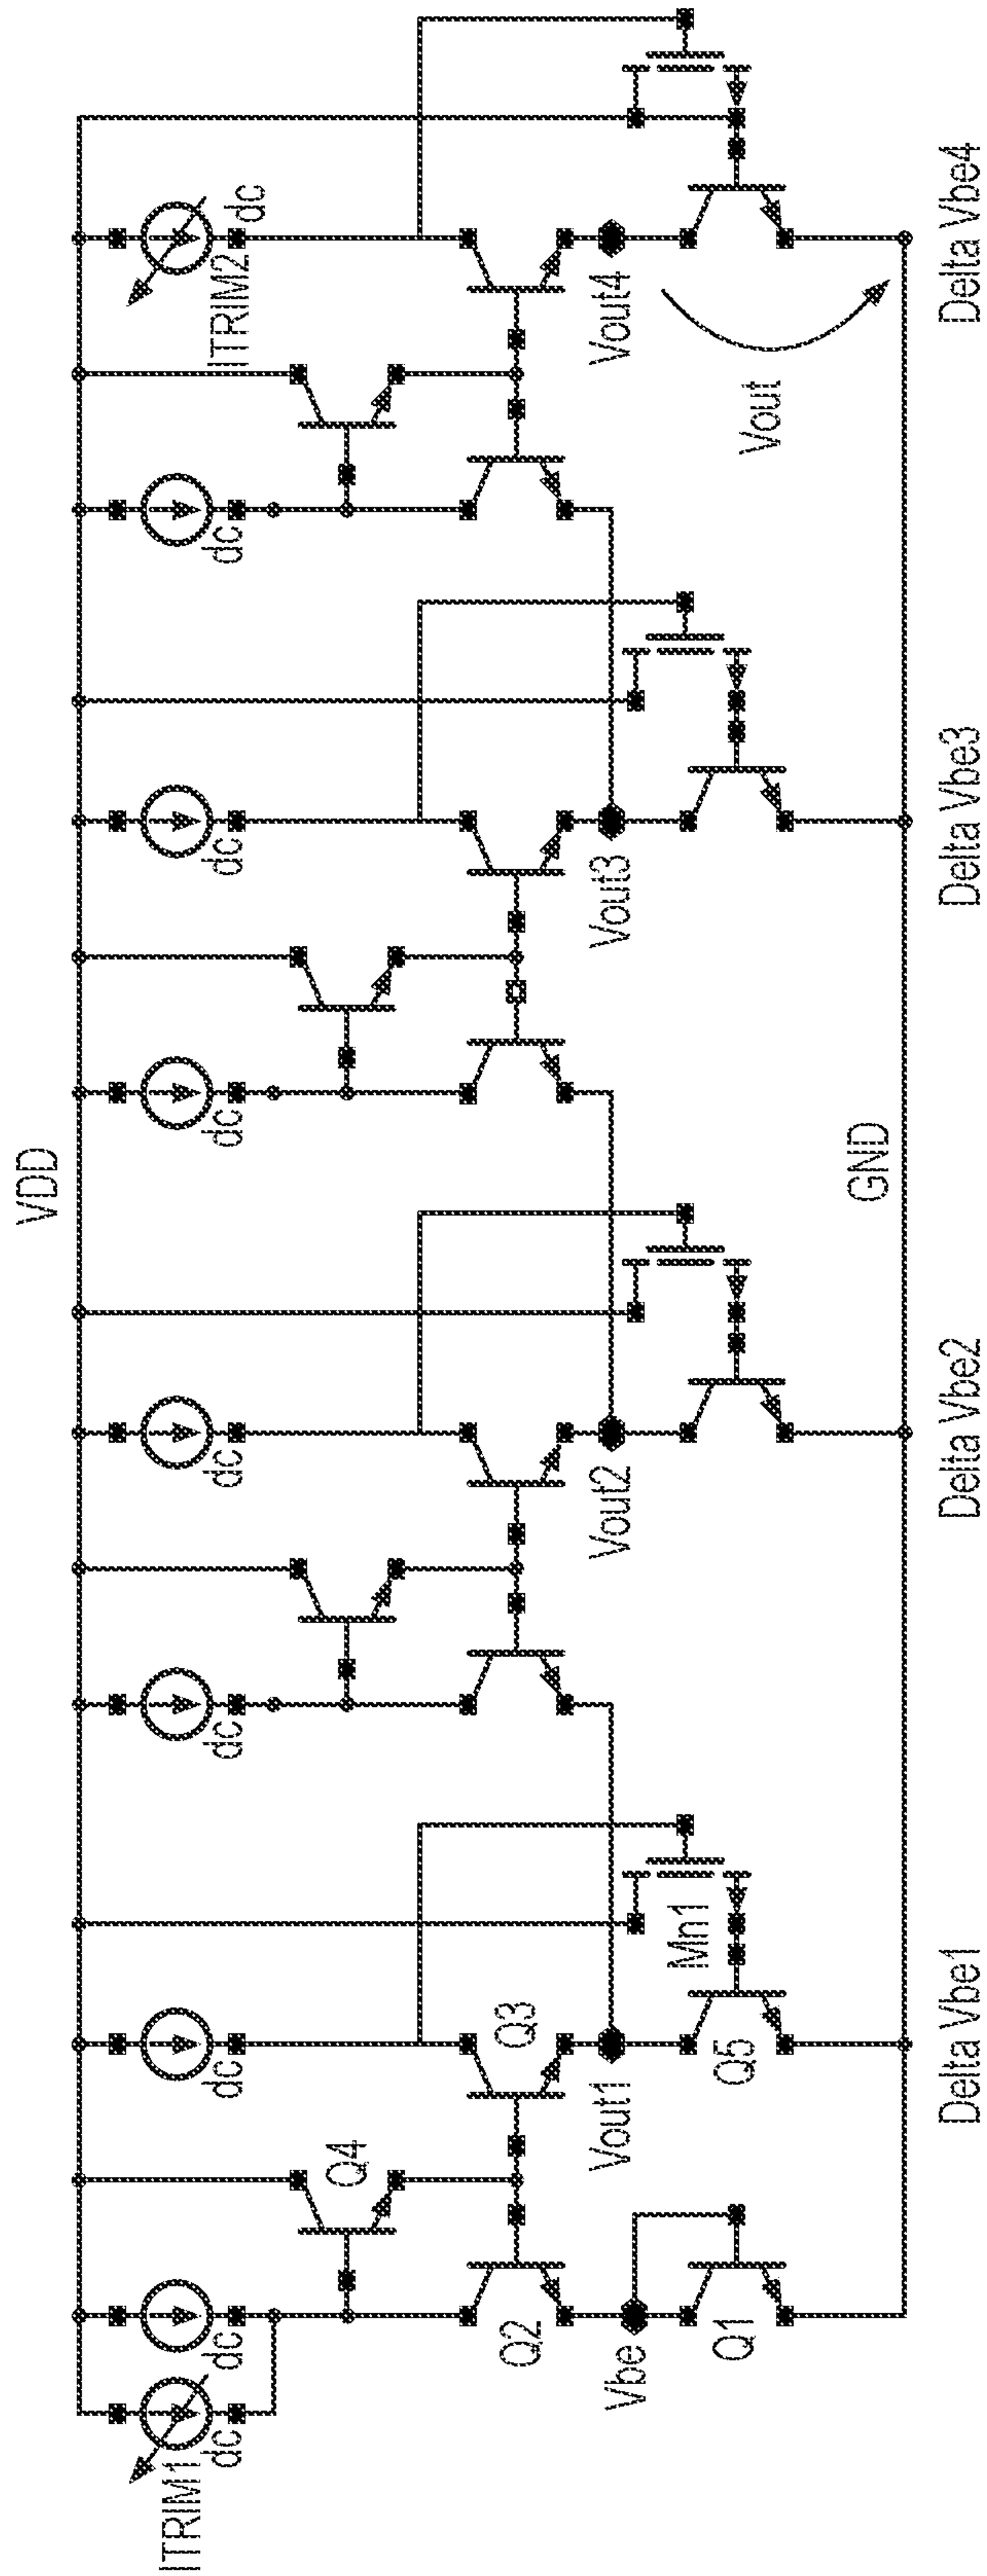 VDD
ITRIM1
dc
dc
dc
dc
dc
dc
dc
dc
ITRIM2
dc
Q4
Q2
Q3
Vbe
Vout1
Vout2
Vout3
Vout4
Q1
Q5
Mn1
Vout
GND
Delta Vbe1
Delta Vbe2
Delta Vbe3
Delta Vbe4